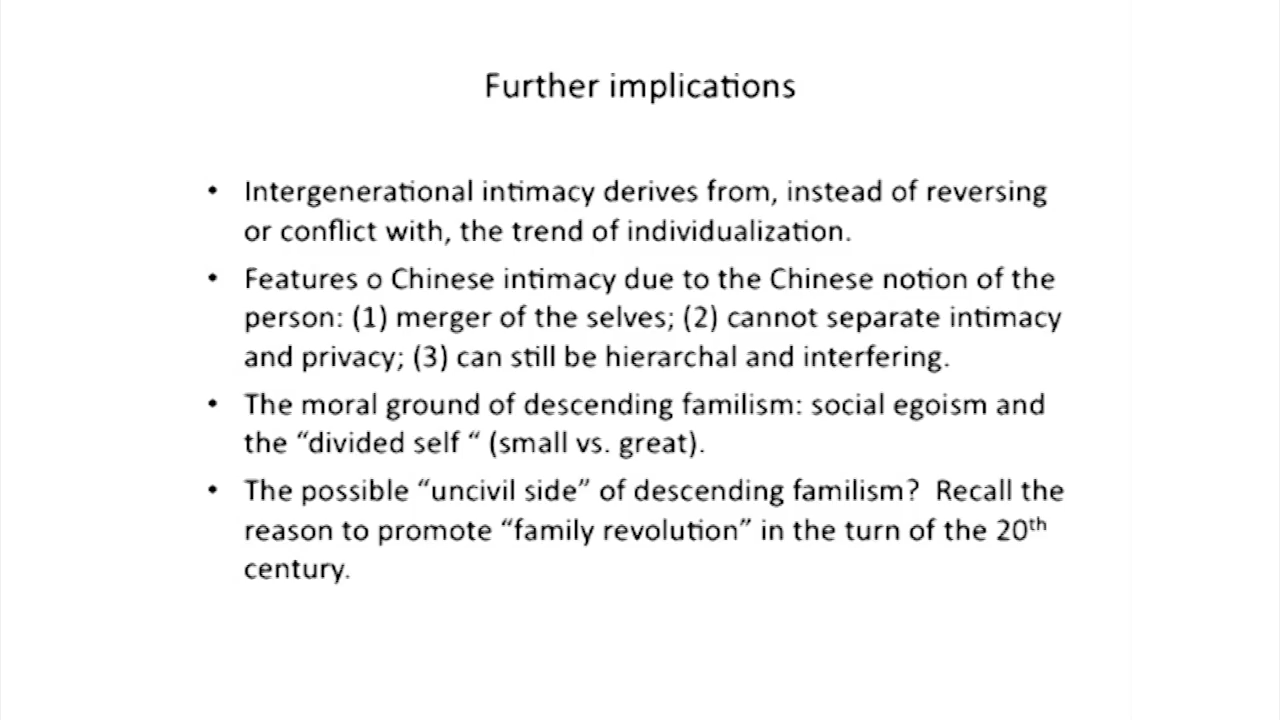 Further implications
• Intergenerational intimacy derives from, instead of reversing
or conflict with, the trend of individualization.
• Features o Chinese intimacy due to the Chinese notion of the
person: (1) merger of the selves; (2) cannot separate intimacy
and privacy; (3) can still be hierarchal and interfering.
• The moral ground of descending familism: social egoism and
the “divided self “ (small vs. great).
• The possible “uncivil side” of descending familism?  Recall the
reason to promote “family revolution” in the turn of the 20th
century.